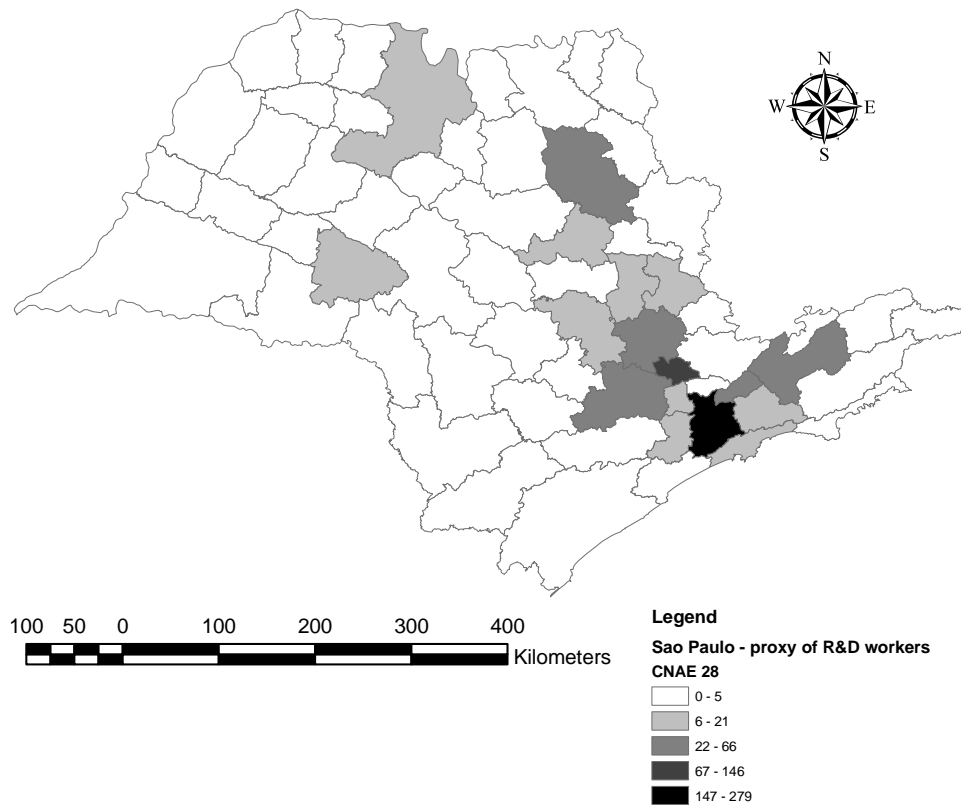 N
W E
S
100 50 0 100 200 300 400
Kilometers
Legend
Sao Paulo - proxy of R&D workers
CNAE 28
0 - 5
6 - 21
22 - 66
67 - 146
147 - 279